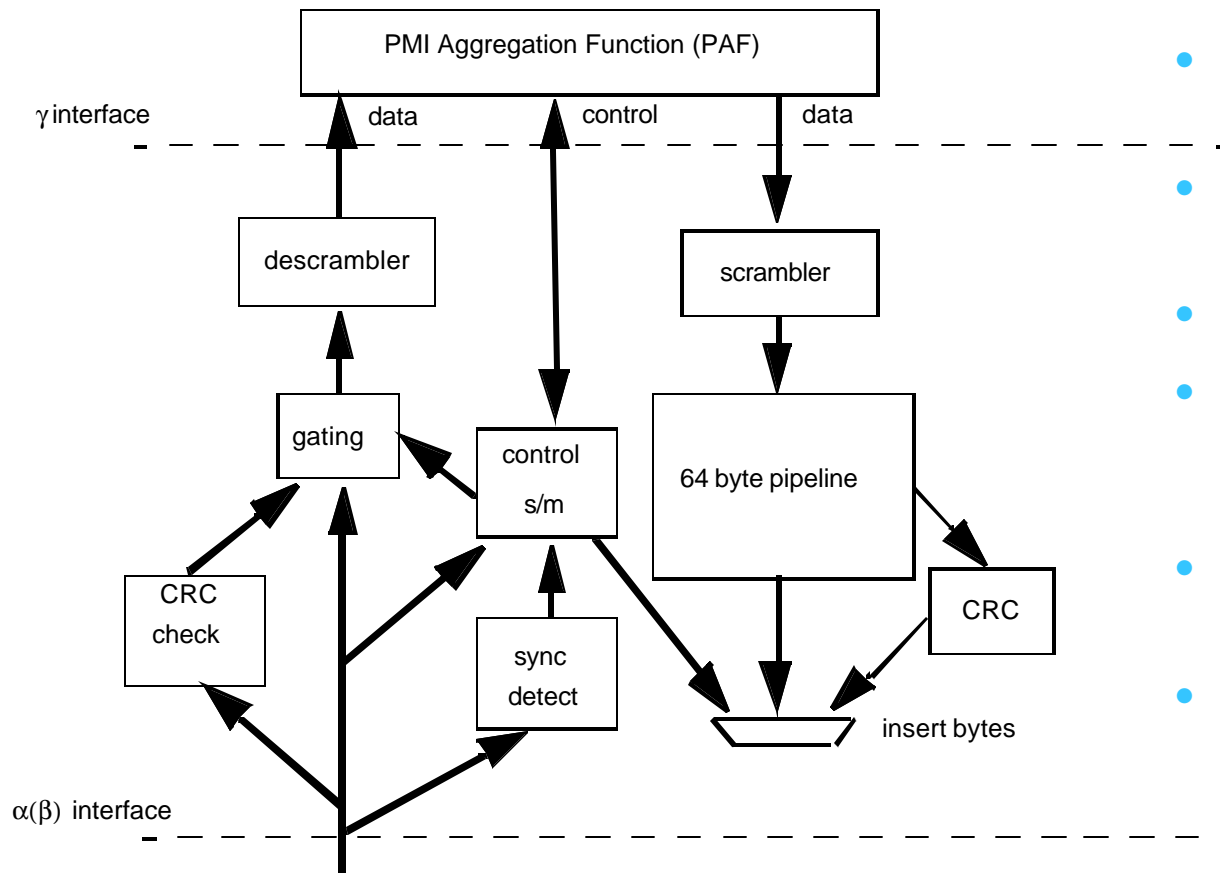 PMI Aggregation Function (PAF)
γ interface
data
control
data
descrambler
scrambler
gating
control
s/m
64 byte pipeline
CRC
check
sync
detect
CRC
insert bytes
α(β) interface